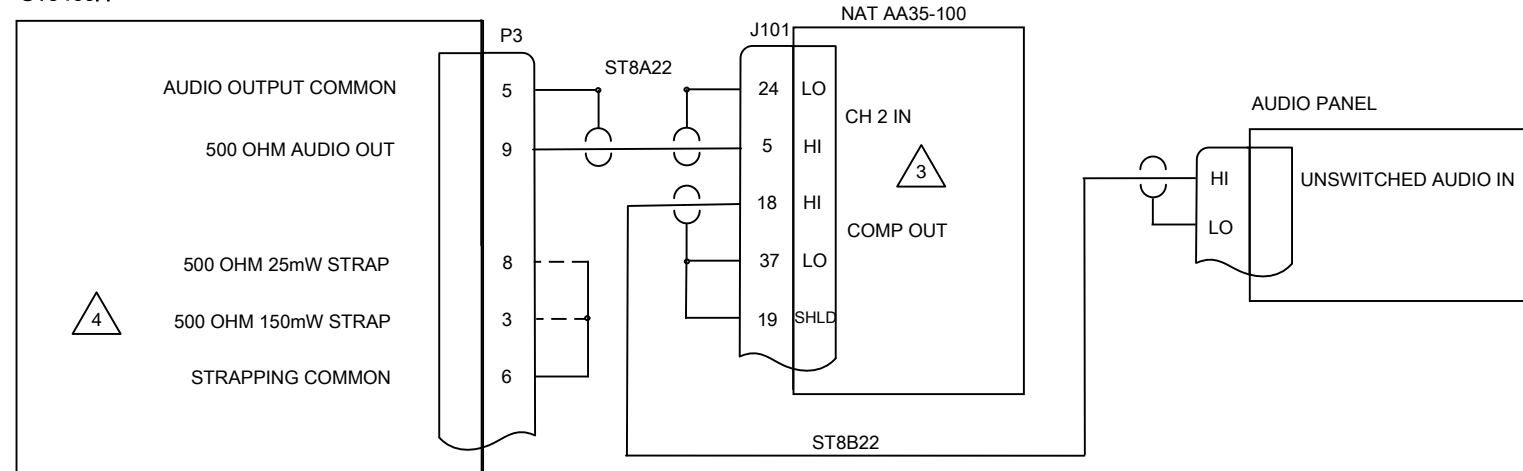 NAT AA35-100
P3
J101
ST8A22
AUDIO OUTPUT COMMON 5 24 LO
AUDIO PANEL
CH 2 IN
500 OHM AUDIO OUT 9 5 HI
3
HI UNSWITCHED AUDIO IN
18 HI
LO
COMP OUT
500 OHM 25mW STRAP 8 37 LO
4
500 OHM 150mW STRAP 3 19 SHLD
STRAPPING COMMON 6
ST8B22